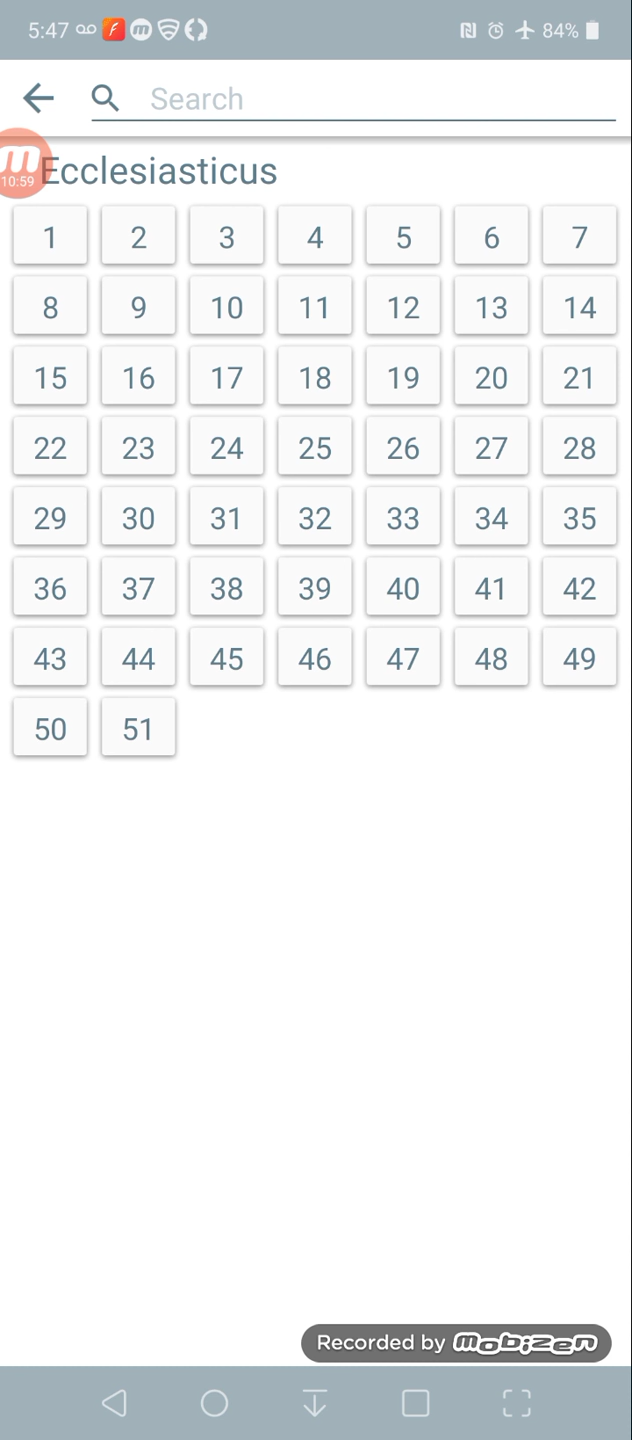 5:47 84%
Search
m
10:59
Ecclesiasticus
1 2 3 4 5 6 7
8 9 10 11 12 13 14
15 16 17 18 19 20 21
22 23 24 25 26 27 28
29 30 31 32 33 34 35
36 37 38 39 40 41 42
43 44 45 46 47 48 49
50 51
Recorded by mobizen